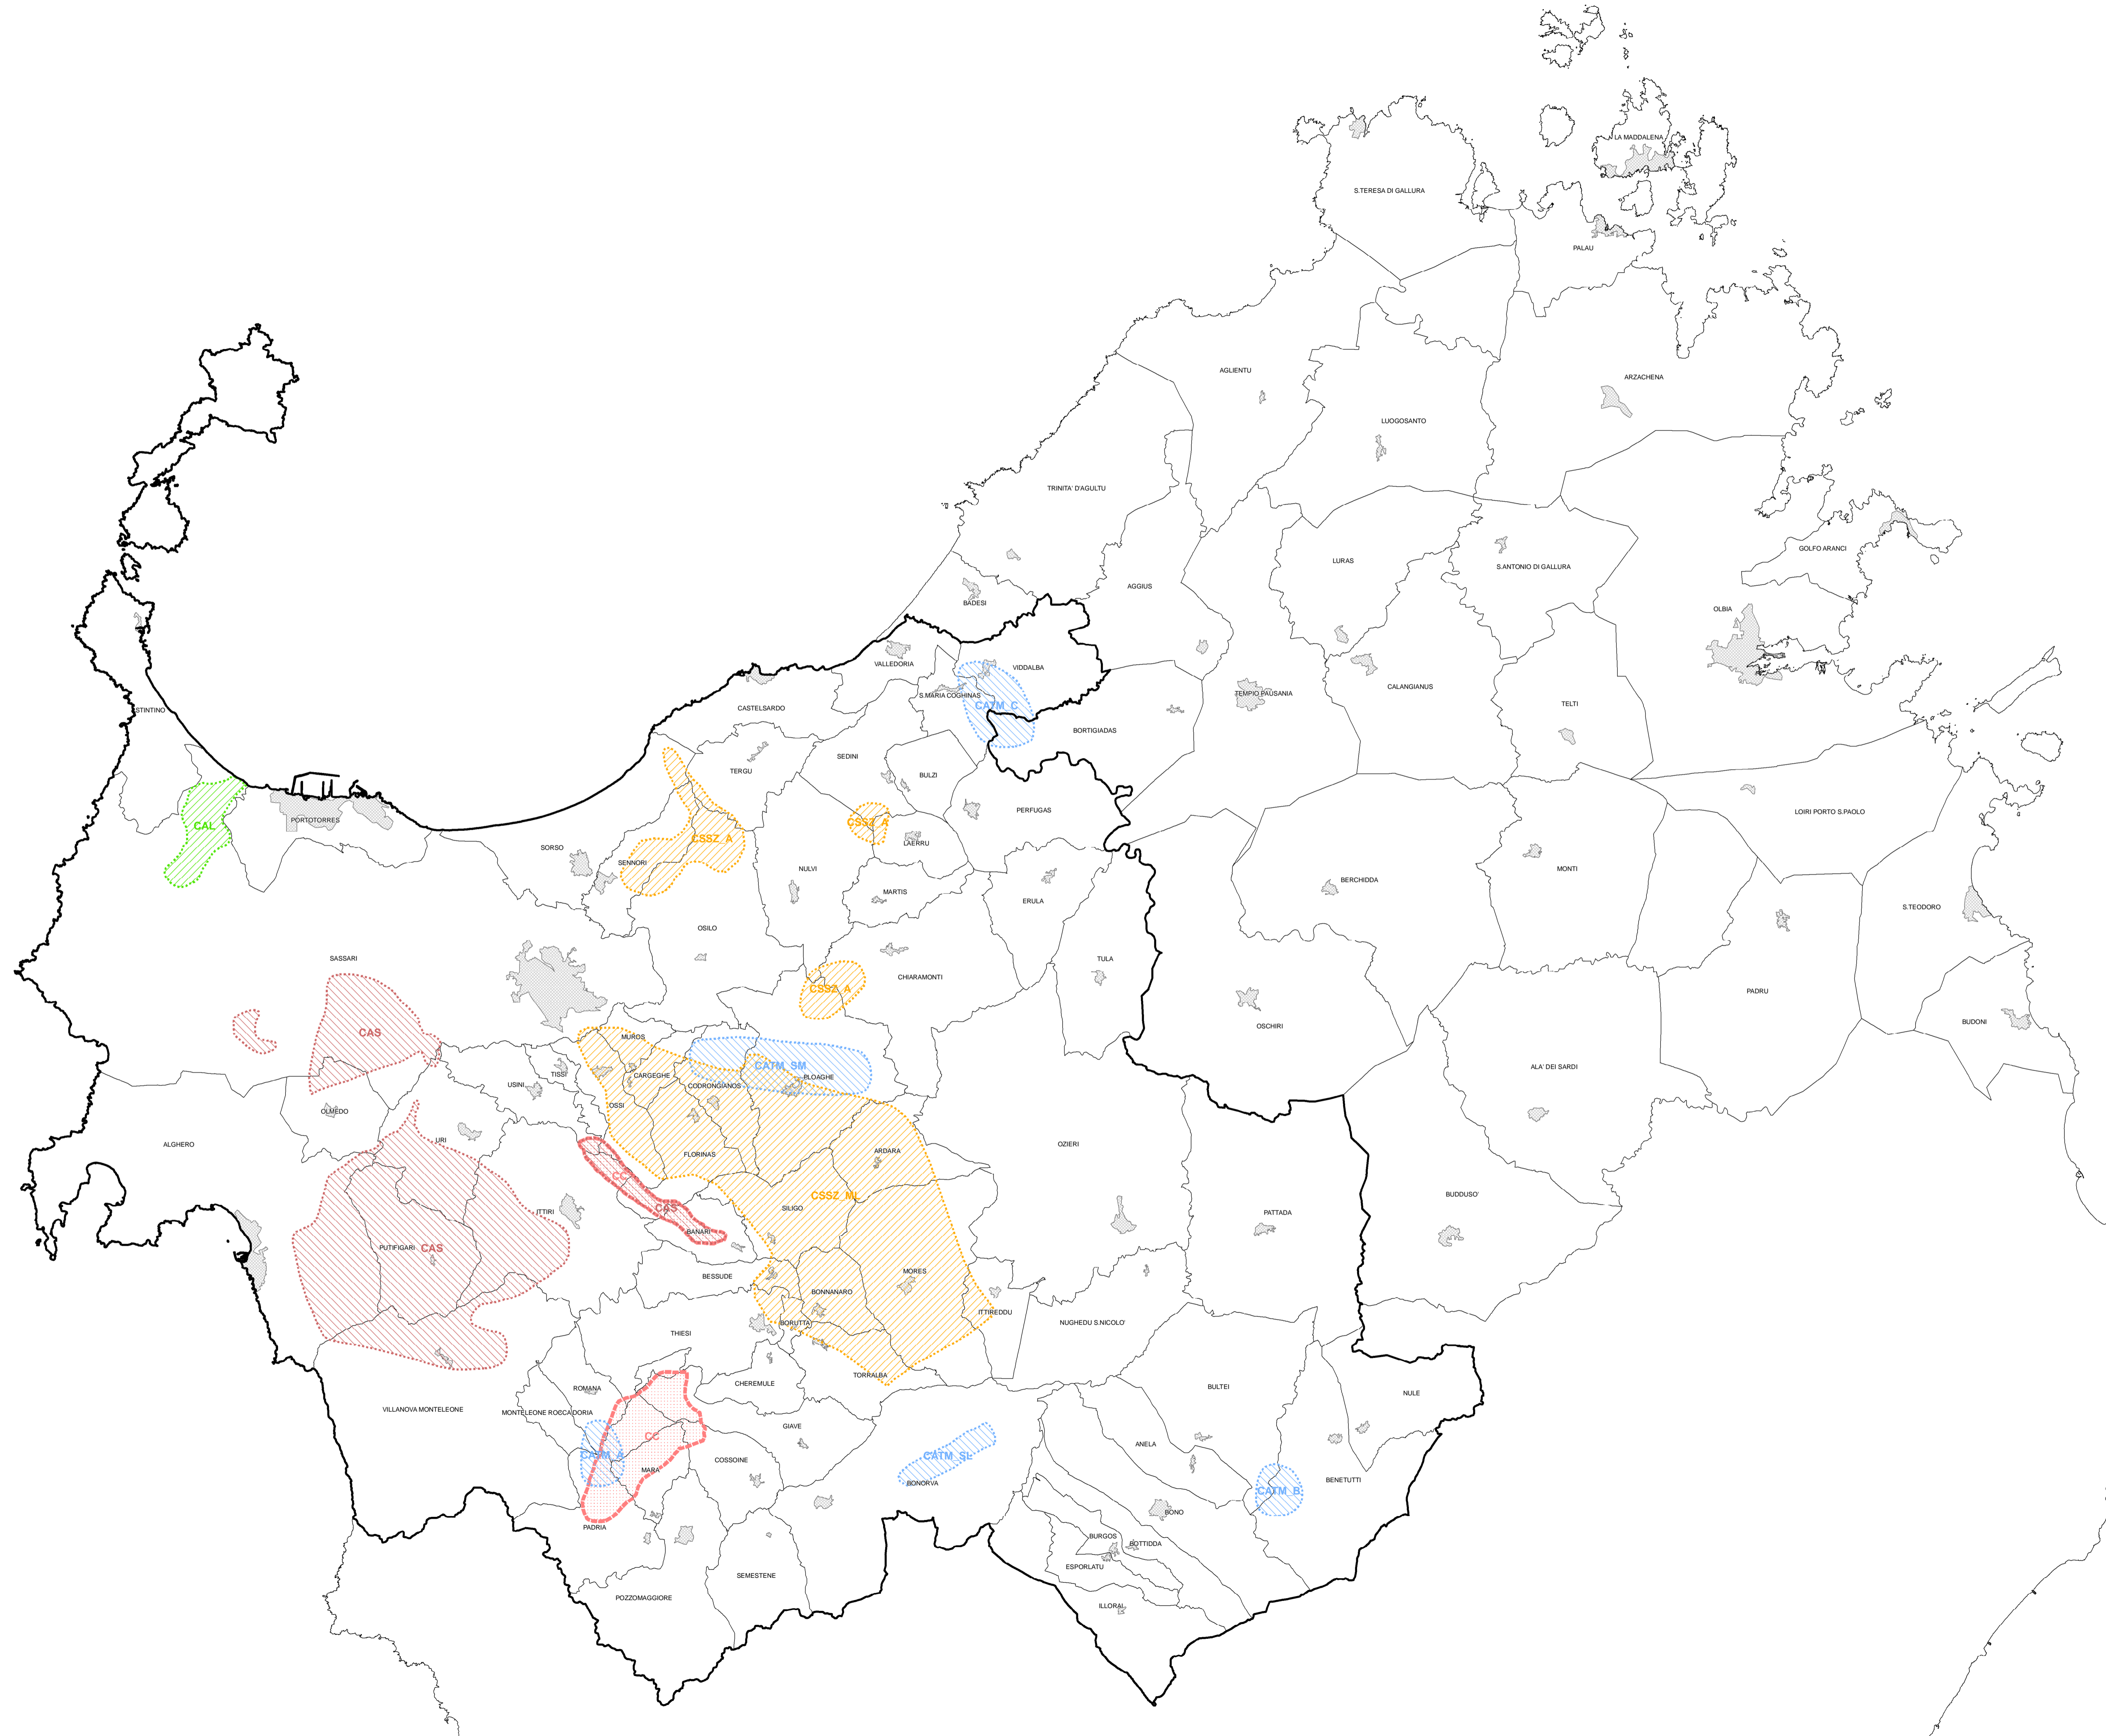 LA MADDALENA
S.TERESA DI GALLURA
PALAU
AGLIENTU
ARZACHENA
LUOGOSANTO
TRINITA' D'AGULTU
GOLFO ARANCI
LURAS
S.ANTONIO DI GALLURA
AGGIUS
BADESI
OLBIA
VALLEDORIA
VIDDALBA
CALANGIANUS
S.MARIA COGHINAS
TEMPIO PAUSANIA
TELTI
CATM_C
CASTELSARDO
STINTINO
BORTIGIADAS
SEDINI
TERGU
BULZI
PERFUGAS
LOIRI PORTO S.PAOLO
PORTOTORRES
CAL
CSSZ_A
CSSZ_A
LAERRU
SORSO
SENNORI
NULVI
MONTI
BERCHIDDA
MARTIS
ERULA
S.TEODORO
OSILO
SASSARI
TULA
CHIARAMONTI
CSSZ_A
PADRU
BUDONI
OSCHIRI
CAS
MUROS
CATM_SM
PLOAGHE
ALA' DEI SARDI
TISSI
CARGEGHE
USINI
CODRONGIANOS
OSSI
OLMEDO
URI
ALGHERO
OZIERI
ARDARA
FLORINAS
CC
BUDDUSO'
CSSZ_ML
CAS
SILIGO
ITTIRI
PATTADA
BANARI
PUTIFIGARI
CAS
MORES
BESSUDE
BONNANARO
ITTIREDDU
BORUTTA
NUGHEDU S.NICOLO'
THIESI
TORRALBA
CHEREMULE
ROMANA
BULTEI
NULE
VILLANOVA MONTELEONE
MONTELEONE ROCCA DORIA
GIAVE
CC
ANELA
CATM_A
CATM_SL
COSSOINE
MARA
BENETUTTI
BONORVA
CATM_B
BONO
PADRIA
BURGOS
BOTTIDDA
ESPORLATU
SEMESTENE
POZZOMAGGIORE
ILLORAI